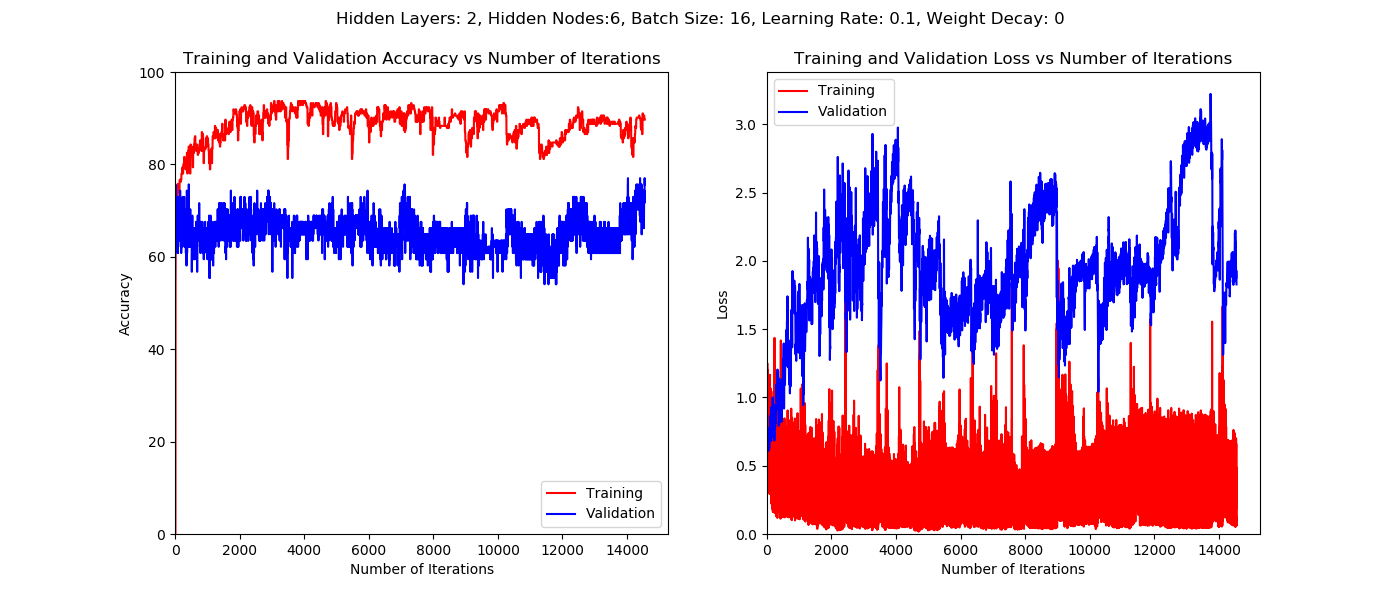 Hidden Layers: 2, Hidden Nodes:6, Batch Size: 16, Learning Rate: 0.1, Weight Decay: 0
Training and Validation Accuracy vs Number of Iterations
100
80
60
40
20
0
Accuracy
0 2000 4000 6000 8000 10000 12000 14000
Number of Iterations
Training
Validation
Training and Validation Loss vs Number of Iterations
Training
Validation
3.0
2.5
2.0
1.5
1.0
0.5
0.0
Loss
0 2000 4000 6000 8000 10000 12000 14000
Number of Iterations